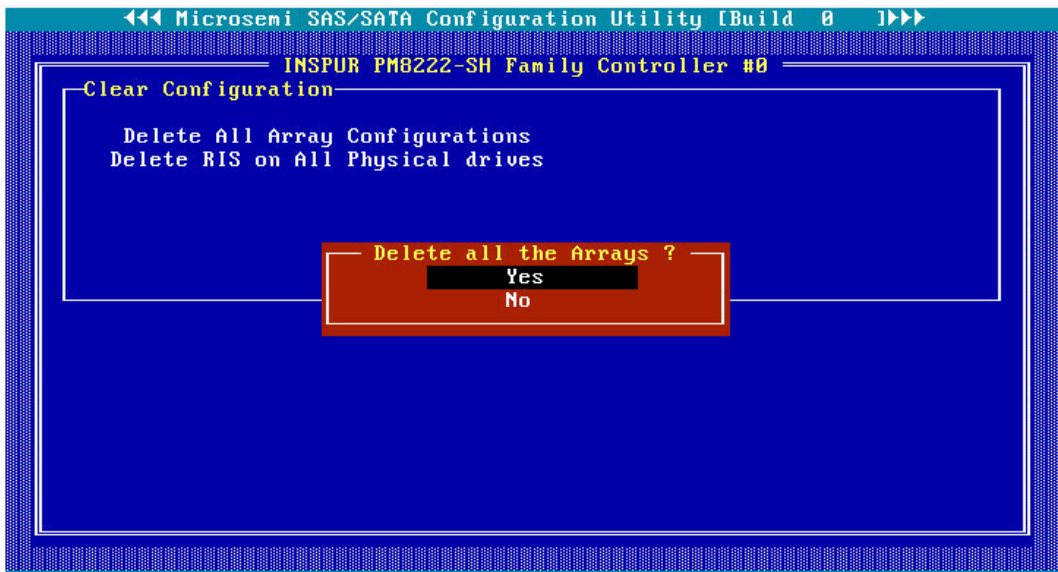 Microsemi SAS/SATA Configuration Utility [Build 0 ]
INSPUR PM8222-SH Family Controller #0
Clear Configuration
Delete All Array Configurations
Delete RIS on All Physical drives
Delete all the Arrays ?
Yes
No